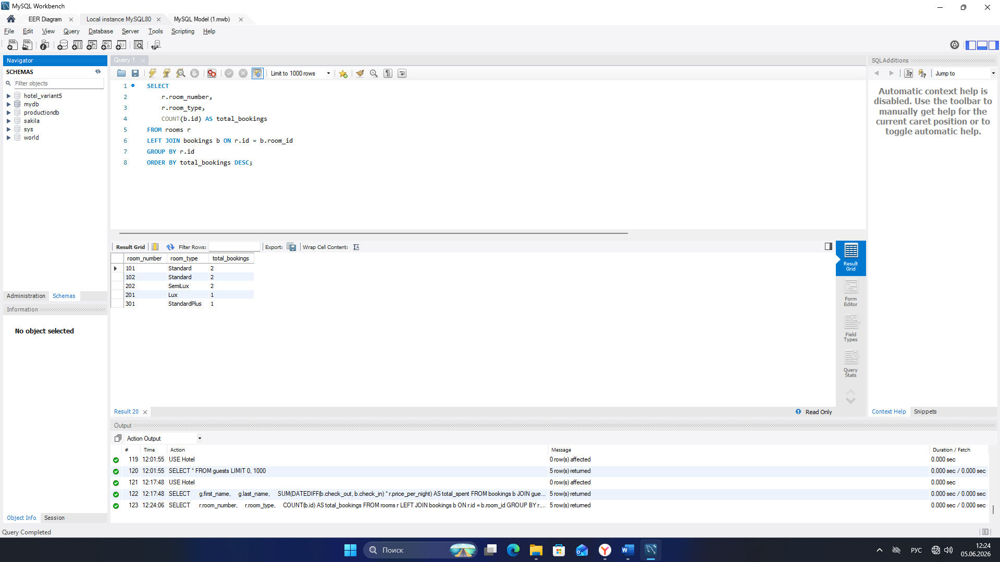 MySQL Workbench
EER Diagram
Local instance MySQL80
MySQL Model (1.mwb)
File Edit View Query Database Server Tools Scripting Help
Navigator
SCHEMAS
Filter objects
hotel_variant5
mydb
productiondb
sakila
sys
world
Administration Schemas
Information
No object selected
Object Info Session
Query Completed
Query 1
Limit to 1000 rows
1 SELECT
2 r.room_number,
3 r.room_type,
4 COUNT(b.id) AS total_bookings
5 FROM rooms r
6 LEFT JOIN bookings b ON r.id = b.room_id
7 GROUP BY r.id
8 ORDER BY total_bookings DESC;
Result Grid Filter Rows: Export: Wrap Cell Content:
room_number room_type total_bookings
101 Standard 2
102 Standard 2
202 SemiLux 2
201 Lux 1
301 StandardPlus 1
Result
Grid
Form
Editor
Field
Types
Query
Stats
Result 20
Read Only
SQLAdditions
Jump to
Automatic context help is
disabled. Use the toolbar to
manually get help for the
current caret position or to
toggle automatic help.
Context Help Snippets
Output
Action Output
# Time Action Message Duration / Fetch
119 12:01:55 USE Hotel 0 row(s) affected 0.000 sec
120 12:01:55 SELECT * FROM guests LIMIT 0, 1000 5 row(s) returned 0.000 sec / 0.000 sec
121 12:17:48 USE Hotel 0 row(s) affected 0.000 sec
122 12:17:48 SELECT g.first_name, g.last_name, SUM(DATEDIFF(b.check_out, b.check_in) * r.price_per_night) AS total_spent FROM bookings b JOIN gue... 5 row(s) returned 0.000 sec / 0.000 sec
123 12:24:06 SELECT r.room_number, r.room_type, COUNT(b.id) AS total_bookings FROM rooms r LEFT JOIN bookings b ON r.id = b.room_id GROUP BY r.... 5 row(s) returned 0.000 sec / 0.000 sec
Поиск
РУС
12:24
05.06.2026